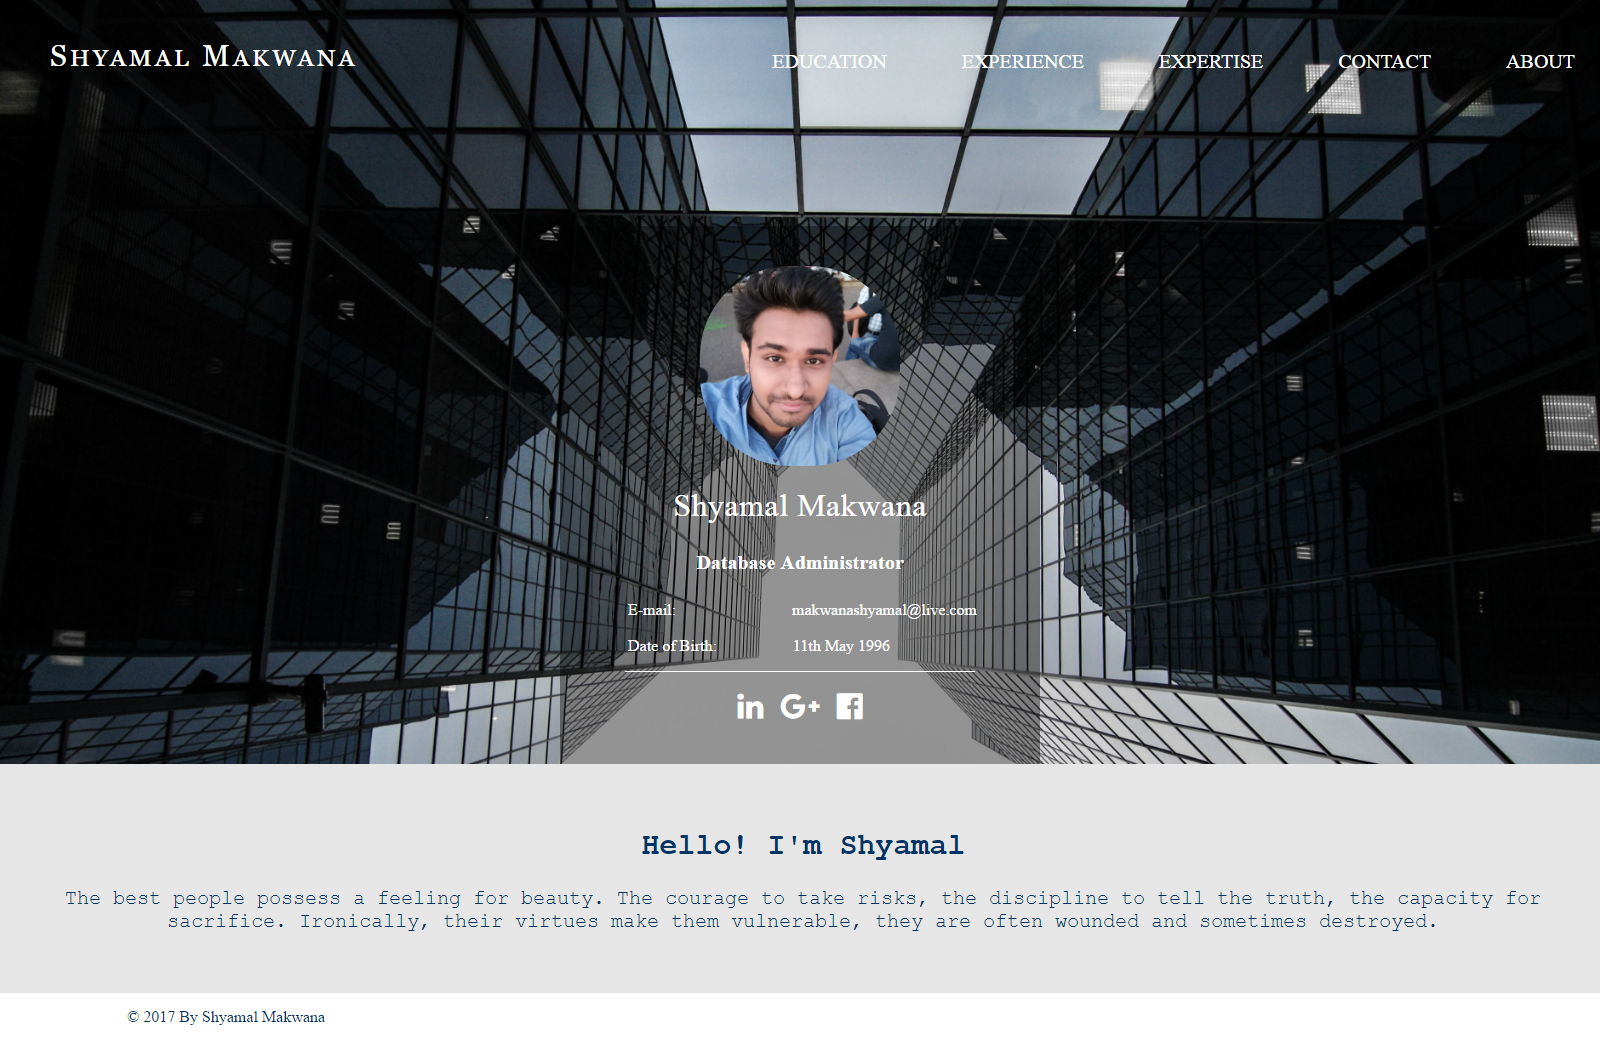 Shyamal Makwana
EDUCATION EXPERIENCE EXPERTISE CONTACT ABOUT
Shyamal Makwana
Database Administrator
E-mail: makwanashyamal@live.com
Date of Birth: 11th May 1996
in G+ f
Hello! I'm Shyamal
The best people possess a feeling for beauty. The courage to take risks, the discipline to tell the truth, the capacity for
sacrifice. Ironically, their virtues make them vulnerable, they are often wounded and sometimes destroyed.
© 2017 By Shyamal Makwana